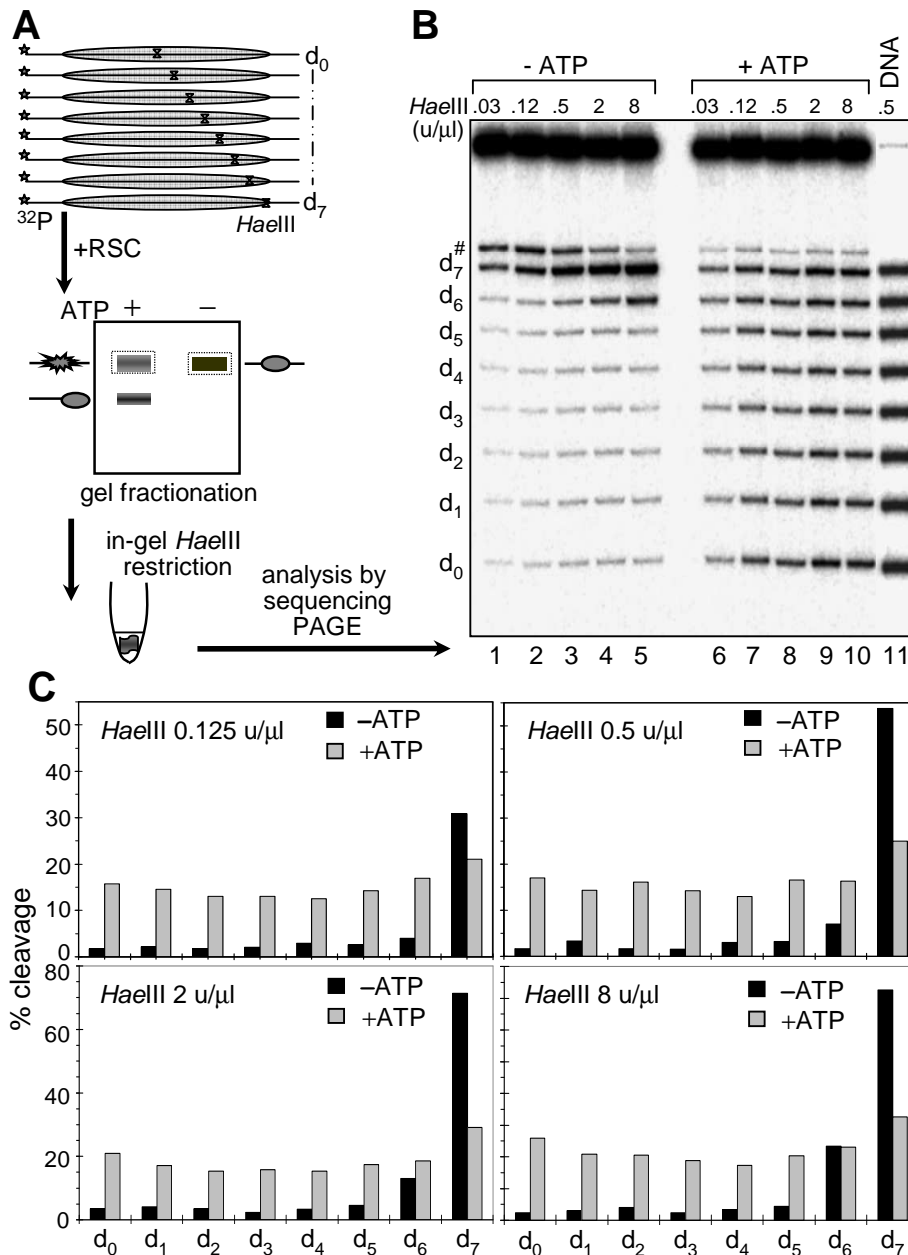 A
d0
d7
32P
HaeIII
+RSC
ATP + −
gel fractionation
in-gel HaeIII
restriction
analysis by
sequencing
PAGE
B
- ATP + ATP DNA
HaeIII .03 .12 .5 2 8 .03 .12 .5 2 8 .5
(u/μl)
#
d7
d6
d5
d4
d3
d2
d1
d0
1 2 3 4 5 6 7 8 9 10 11
C
% cleavage
50
40
30
20
10
0
HaeIII 0.125 u/μl
−ATP
+ATP
HaeIII 0.5 u/μl
−ATP
+ATP
80
60
40
20
0
HaeIII 2 u/μl
−ATP
+ATP
HaeIII 8 u/μl
−ATP
+ATP
d0 d1 d2 d3 d4 d5 d6 d7
d0 d1 d2 d3 d4 d5 d6 d7